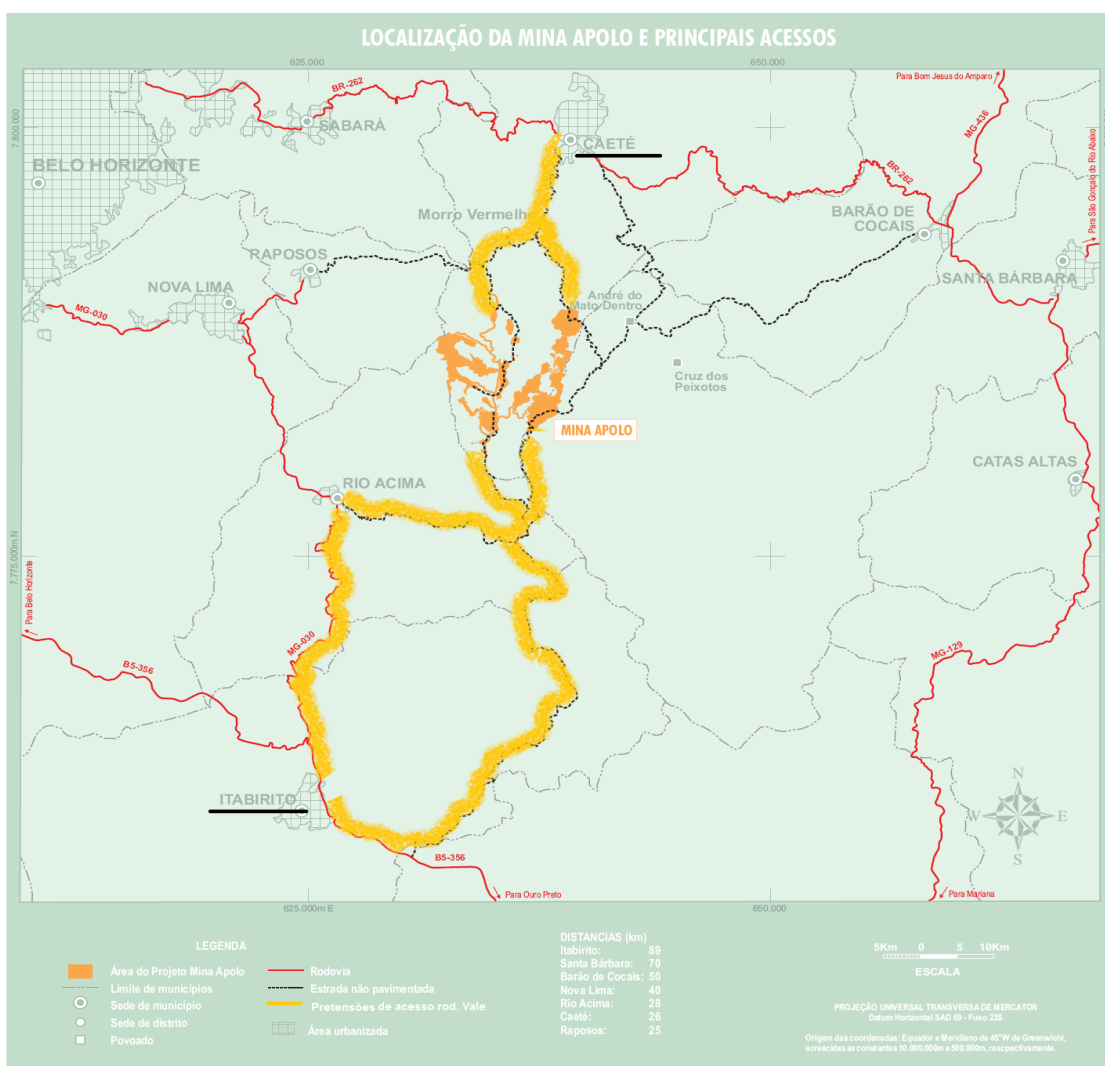 LOCALIZAÇÃO DA MINA APOLO E PRINCIPAIS ACESSOS
625.000
650.000
Para Bom Jesus do Amparo
BR-262
MG-436
7.800.000
SABARÁ
CAETÉ
BELO HORIZONTE
BR-262
Para São Gonçalo do Rio Abaixo
Morro Vermelho
BARÃO DE
COCAIS
RAPOSOS
SANTA BÁRBARA
NOVA LIMA
André do
Mato Dentro
MG-030
Cruz dos
Peixotos
MINA APOLO
CATAS ALTAS
RIO ACIMA
7.775.000m N
Para Belo Horizonte
MG-030
MG-129
B5-356
ITABIRITO
N
W
E
S
B5-356
Para Ouro Preto
Para Mariana
625.000m E
650.000
LEGENDA
Área do Projeto Mina Apolo
Limite de municípios
Sede de município
Sede de distrito
Povoado
Rodovia
Estrada não pavimentada
Pretensões de acesso rod. Vale
Área urbanizada
DISTANCIAS (km)
Itabirito: 89
Santa Bárbara: 70
Barão de Cocais: 50
Nova Lima: 40
Rio Acima: 28
Caeté: 26
Raposos: 25
5Km 0 5 10Km
ESCALA
PROJEÇÃO UNIVERSAL TRANSVERSA DE MERCATOR
Datum Horizontal SAD 69 - Fuso 23S
Origem das coordenadas: Equador e Meridiano de 45°W de Greenwichi,
acrescidas as constantes 10.000.000m e 500.000m, rescpectivamente.